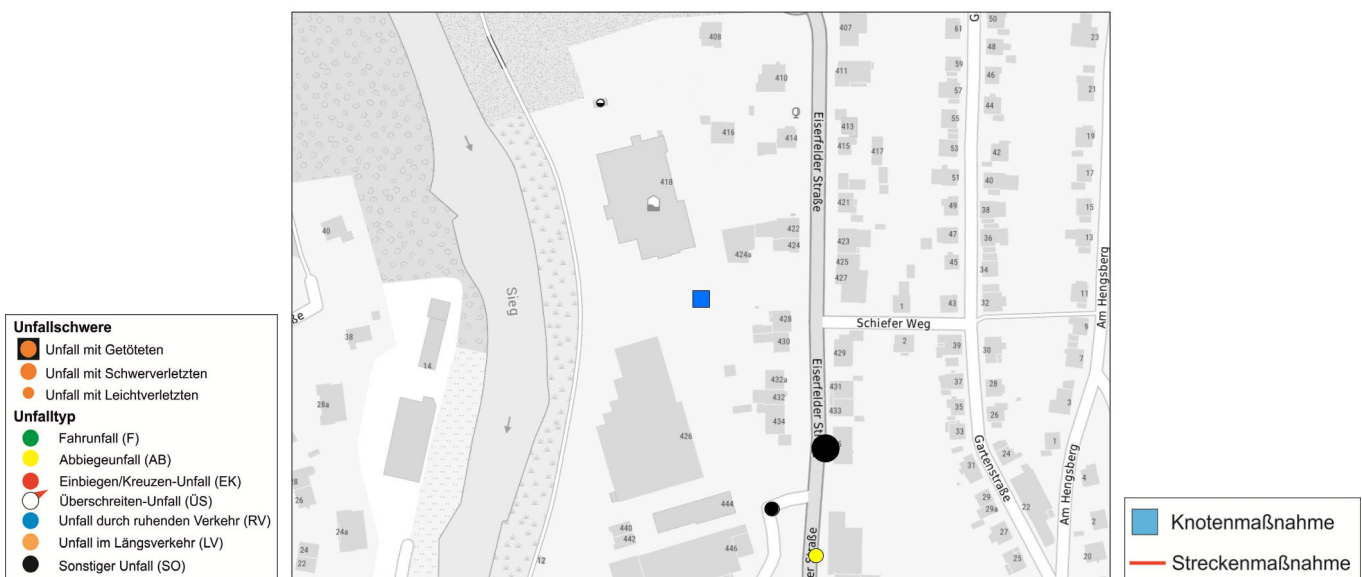 Unfallschwere
Unfall mit Getöteten
Unfall mit Schwerverletzten
Unfall mit Leichtverletzten
Unfalltyp
Fahrunfall (F)
Abbiegeunfall (AB)
Einbiegen/Kreuzen-Unfall (EK)
Überschreiten-Unfall (ÜS)
Unfall durch ruhenden Verkehr (RV)
Unfall im Längsverkehr (LV)
Sonstiger Unfall (SO)
408
410
416
414
418
422
424
424a
428
430
432a
432
434
426
444
440
442
446
12
Sieg
40
38
14
28a
28
26
24a
24
22
ße
Eiserfelder Straße
Eiserfelder St
er Straße
407
411
413
415
417
421
423
425
427
429
431
433
Schiefer Weg
1
2
61
59
57
55
53
51
49
47
45
43
39
37
35
33
31
29
29a
27
25
G
50
48
46
44
42
40
38
36
34
32
30
28
26
24
22
Gartenstraße
23
21
19
17
15
13
11
9
7
3
1
4
2
20
Am Hengsberg
Am Hengsberg
Knotenmaßnahme
Streckenmaßnahme